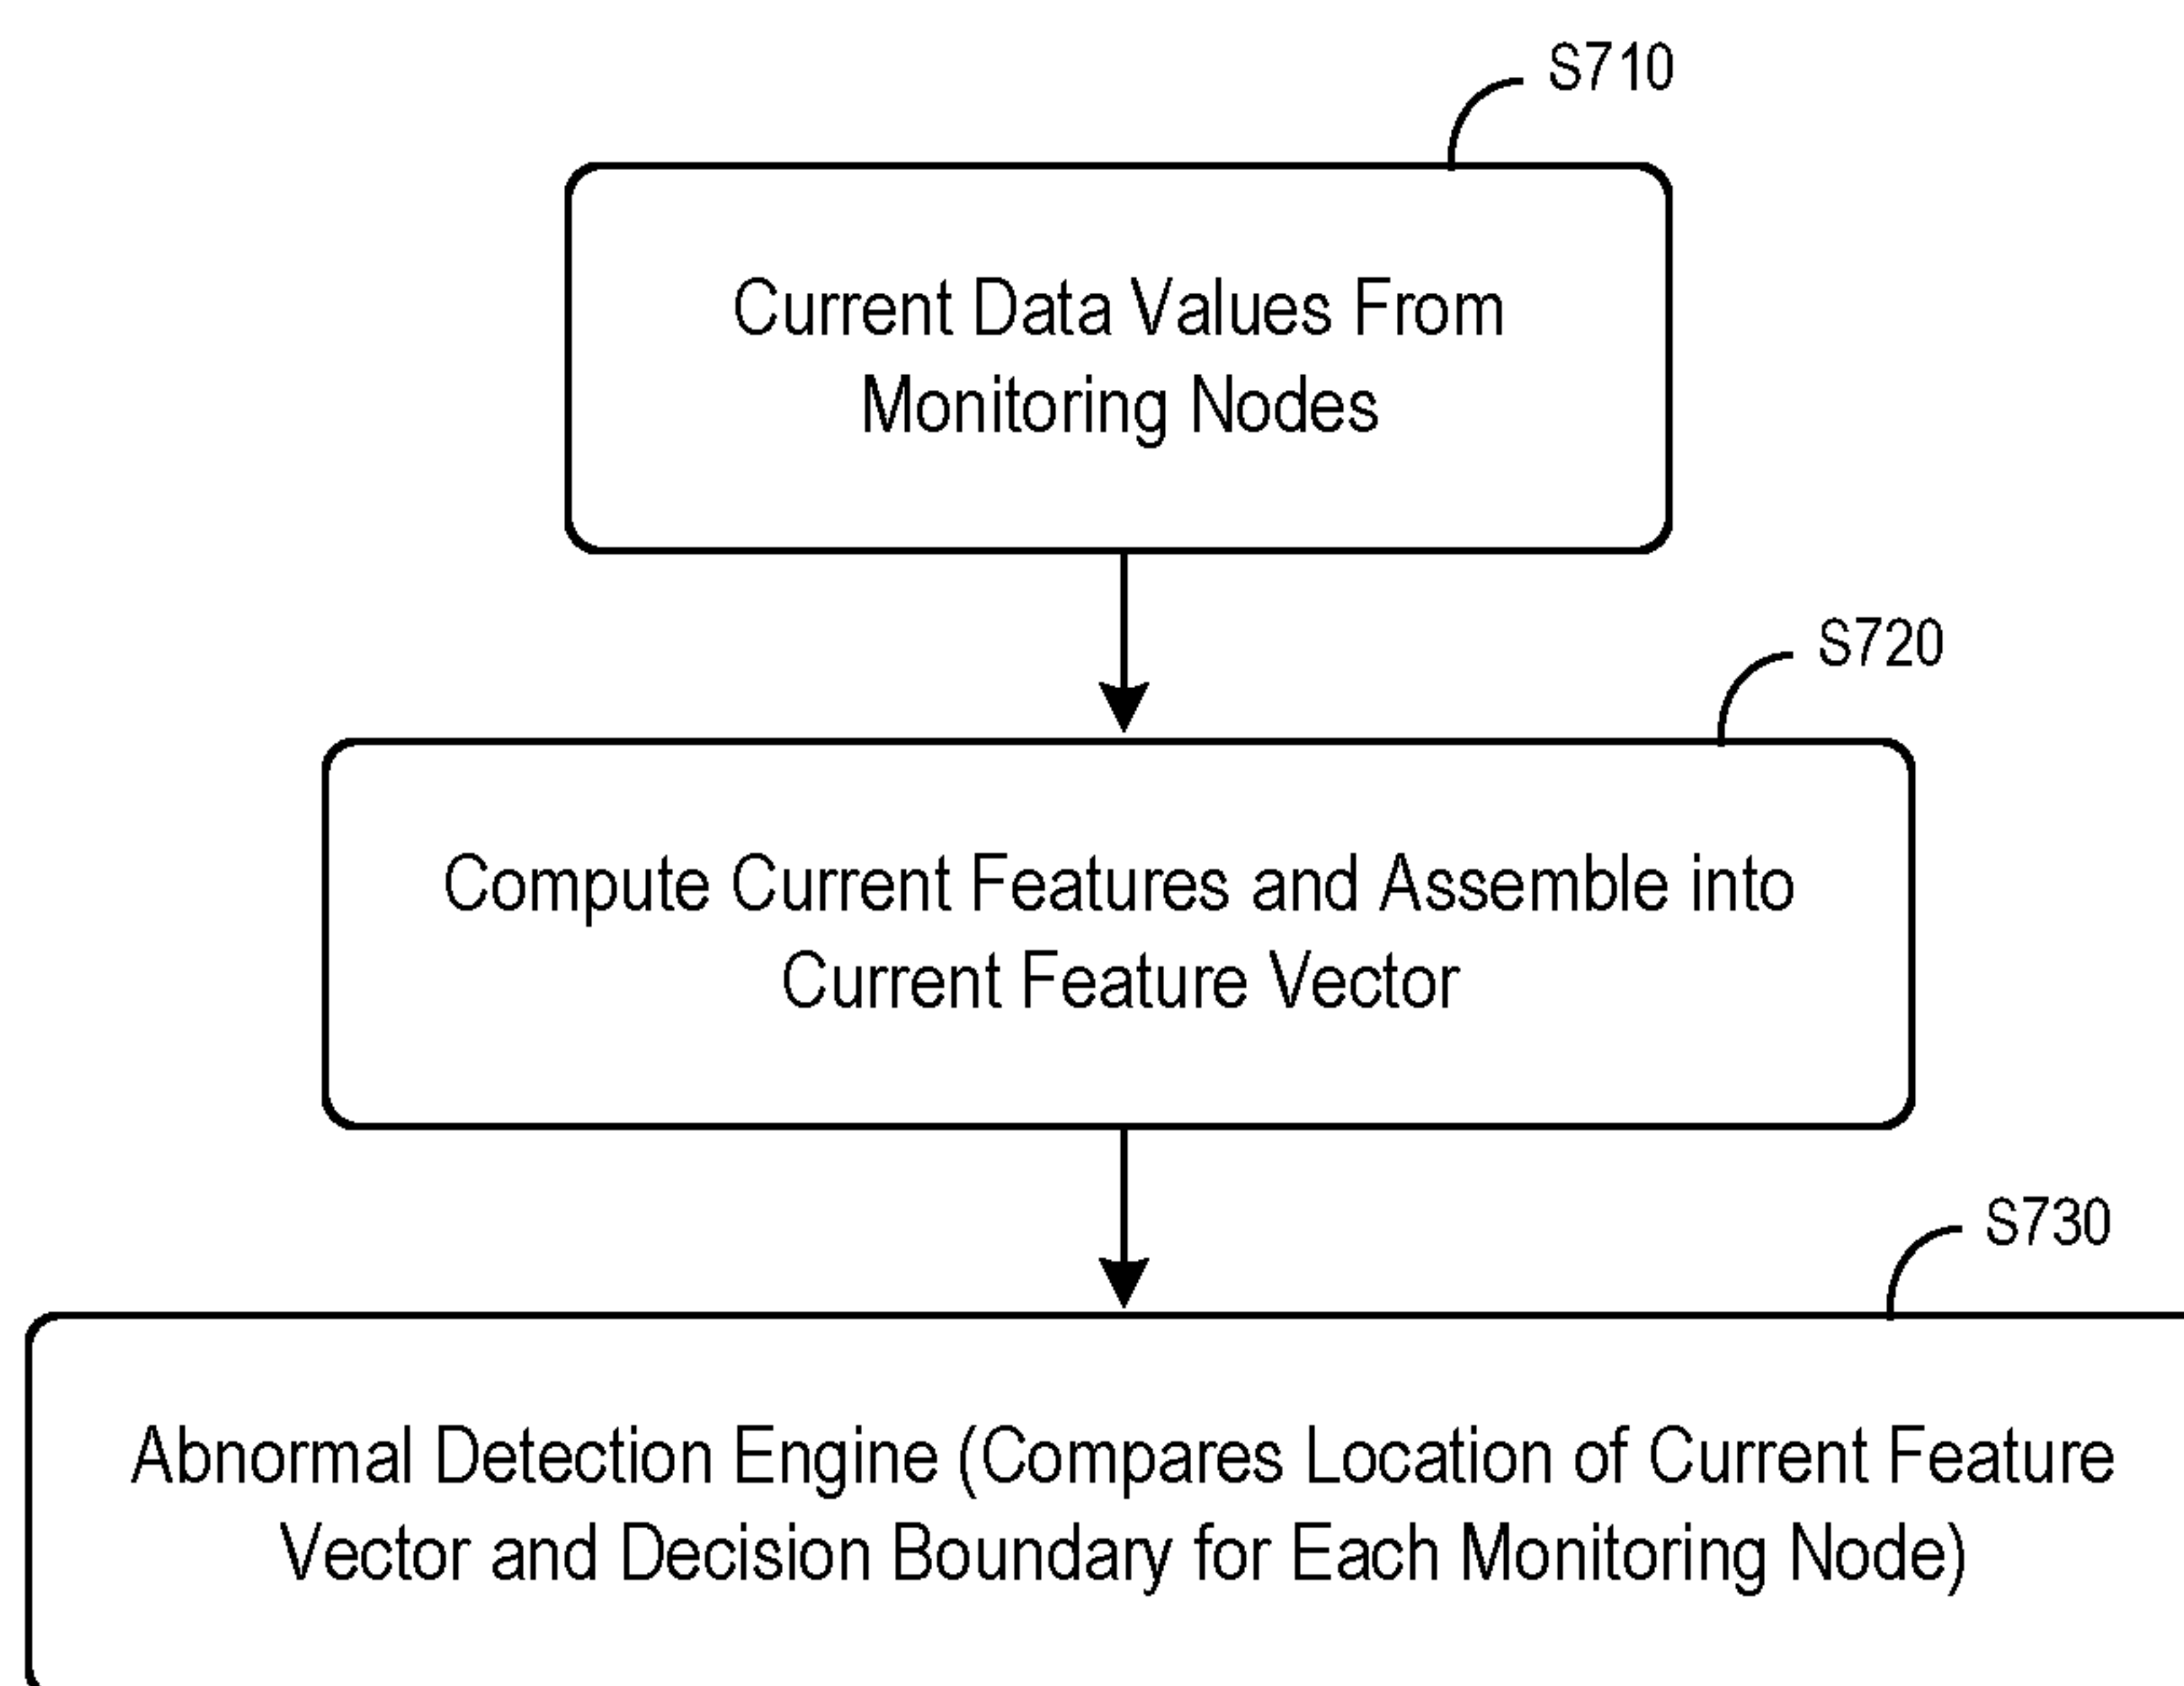 S710
Current Data Values From
Monitoring Nodes
S720
Compute Current Features and Assemble into
Current Feature Vector
S730
Abnormal Detection Engine (Compares Location of Current Feature
Vector and Decision Boundary for Each Monitoring Node)